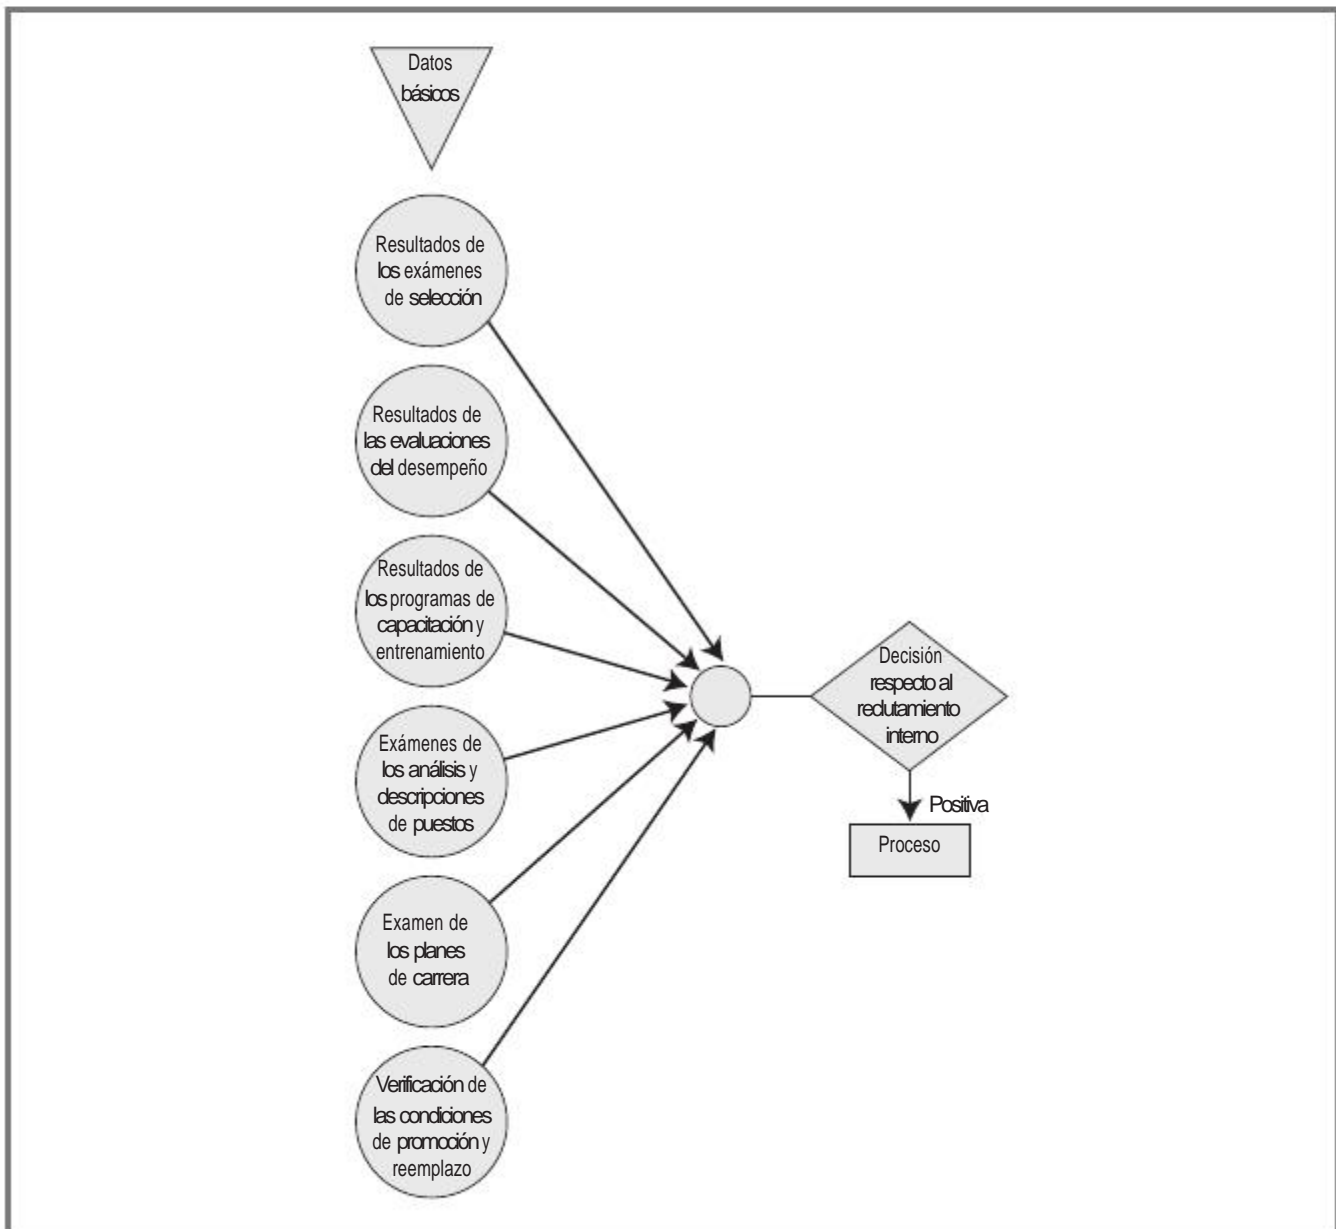 Datos
básicos
Resultados de
los exámenes
de selección
Resultados de
las evaluaciones
del desempeño
Resultados de
los programas de
capacitación y
entrenamiento
Exámenes de
los análisis y
descripciones
de puestos
Examen de
los planes
de carrera
Verificación de
las condiciones
de promoción y
reemplazo
Decisión
respecto al
reclutamiento
interno
Positiva
Proceso